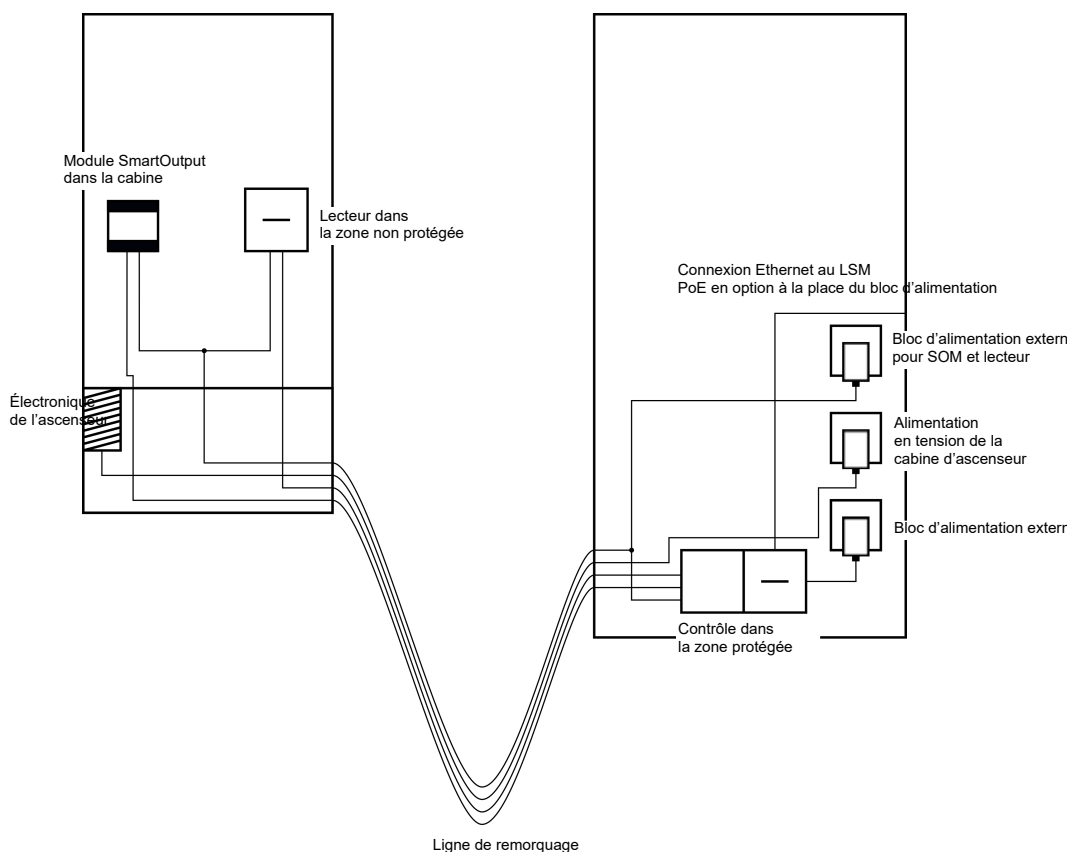 Module SmartOutput
dans la cabine
Lecteur dans
la zone non protégée
Connexion Ethernet au LSM
PoE en option à la place du bloc d'alimentation
Bloc d'alimentation extern
pour SOM et lecteur
Électronique
de l'ascenseur
Alimentation
en tension de la
cabine d'ascenseur
Bloc d'alimentation extern
Contrôle dans
la zone protégée
Ligne de remorquage